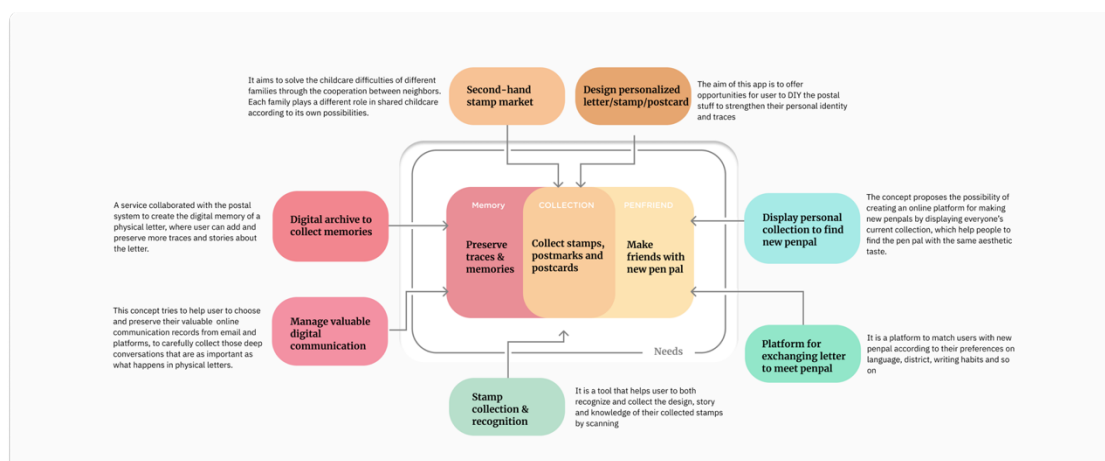 It aims to solve the childcare difficulties of different
families through the cooperation between neighbors.
Each family plays a different role in shared childcare
according to its own possibilities.
Second-hand
stamp market
Design personalized
letter/stamp/postcard
The aim of this app is to offer
opportunities for user to DIY the postal
stuff to strengthen their personal identity
and traces
A service collaborated with the postal
system to create the digital memory of a
physical letter, where user can add and
preserve more traces and stories about
the letter.
Digital archive to
collect memories
Memory
Preserve
traces &
memories
COLLECTION
Collect stamps,
postmarks and
postcards
PENFRIEND
Make
friends with
new pen pal
Display personal
collection to find
new penpal
The concept proposes the possibility of
creating an online platform for making
new penpals by displaying everyone's
current collection, which help people to
find the pen pal with the same aesthetic
taste.
This concept tries to help user to choose
and preserve their valuable online
communication records from email and
platforms, to carefully collect those deep
conversations that are as important as
what happens in physical letters.
Manage valuable
digital
communication
Needs
Platform for
exchanging letter
to meet penpal
It is a platform to match users with new
penpal according to their preferences on
language, district, writing habits and so
on
Stamp
collection &
recognition
It is a tool that helps user to both
recognize and collect the design, story
and knowledge of their collected stamps
by scanning